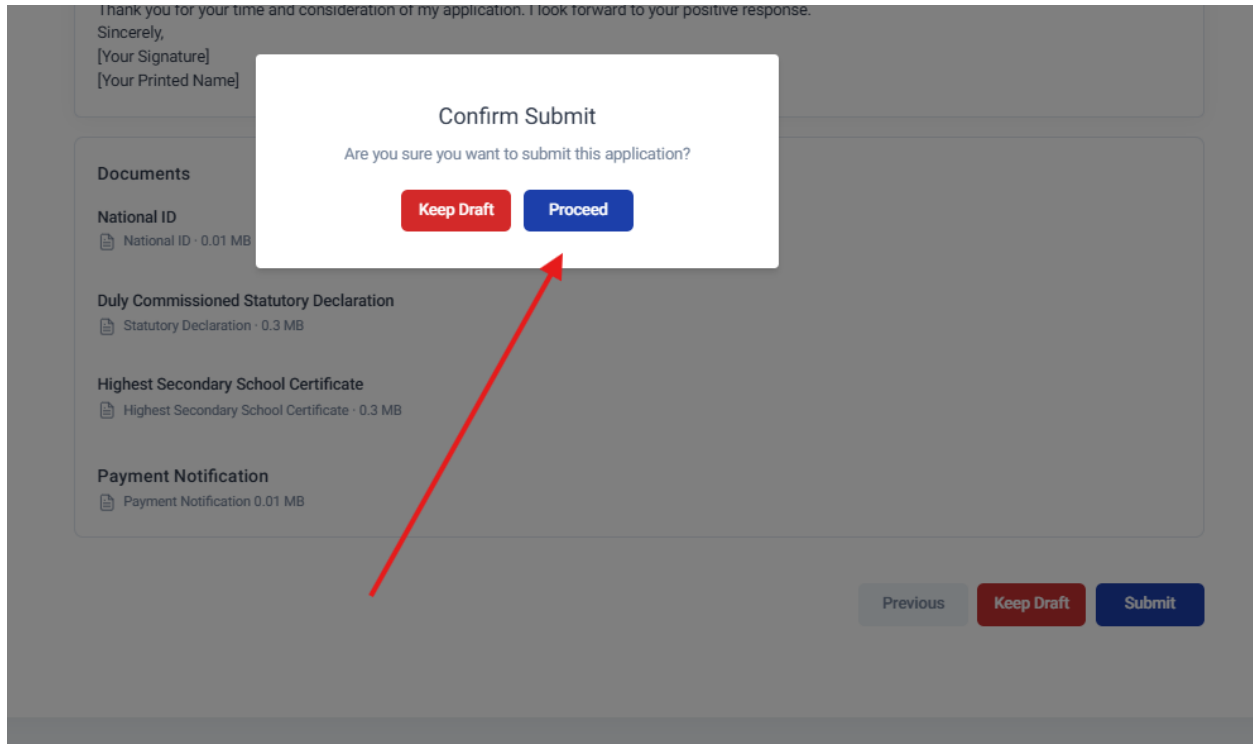 Thank you for your time and consideration of my application. I look forward to your positive response.
Sincerely,
[Your Signature]
[Your Printed Name]
Confirm Submit
Are you sure you want to submit this application?
Keep Draft
Proceed
Documents
National ID
National ID · 0.01 MB
Duly Commissioned Statutory Declaration
Statutory Declaration · 0.3 MB
Highest Secondary School Certificate
Highest Secondary School Certificate · 0.3 MB
Payment Notification
Payment Notification 0.01 MB
Previous
Keep Draft
Submit